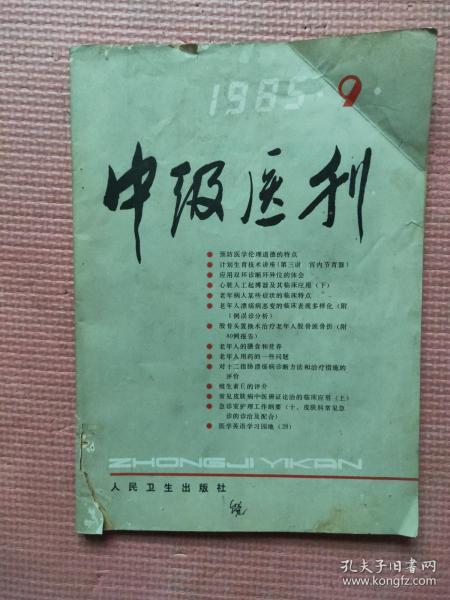 1985·9
中级医刊
● 预防医学伦理道德的特点
● 计划生育技术讲座(第三讲 宫内节育器)
● 应用双环诊断环异位的体会
● 心脏人工起搏器及其临床应用(下)
● 老年病人某些症状的临床特点
● 老年人溃疡病恶变的临床表现多样化(附
1例误诊分析)
● 股骨头置换术治疗老年人股骨颈骨折(附
40例报告)
● 老年人的膳食和营养
● 老年人用药的一些问题
● 对十二指肠溃疡病诊断方法和治疗措施的
评价
● 维生素E的评介
● 常见皮肤病中医辨证论治的临床应用(上)
● 急诊室护理工作纲要(十、皮肤科常见急
诊的诊治及配合)
● 医学英语学习园地(28)
ZHONGJI YIKAN
人民卫生出版社
孔夫子旧书网
www.kongfz.com